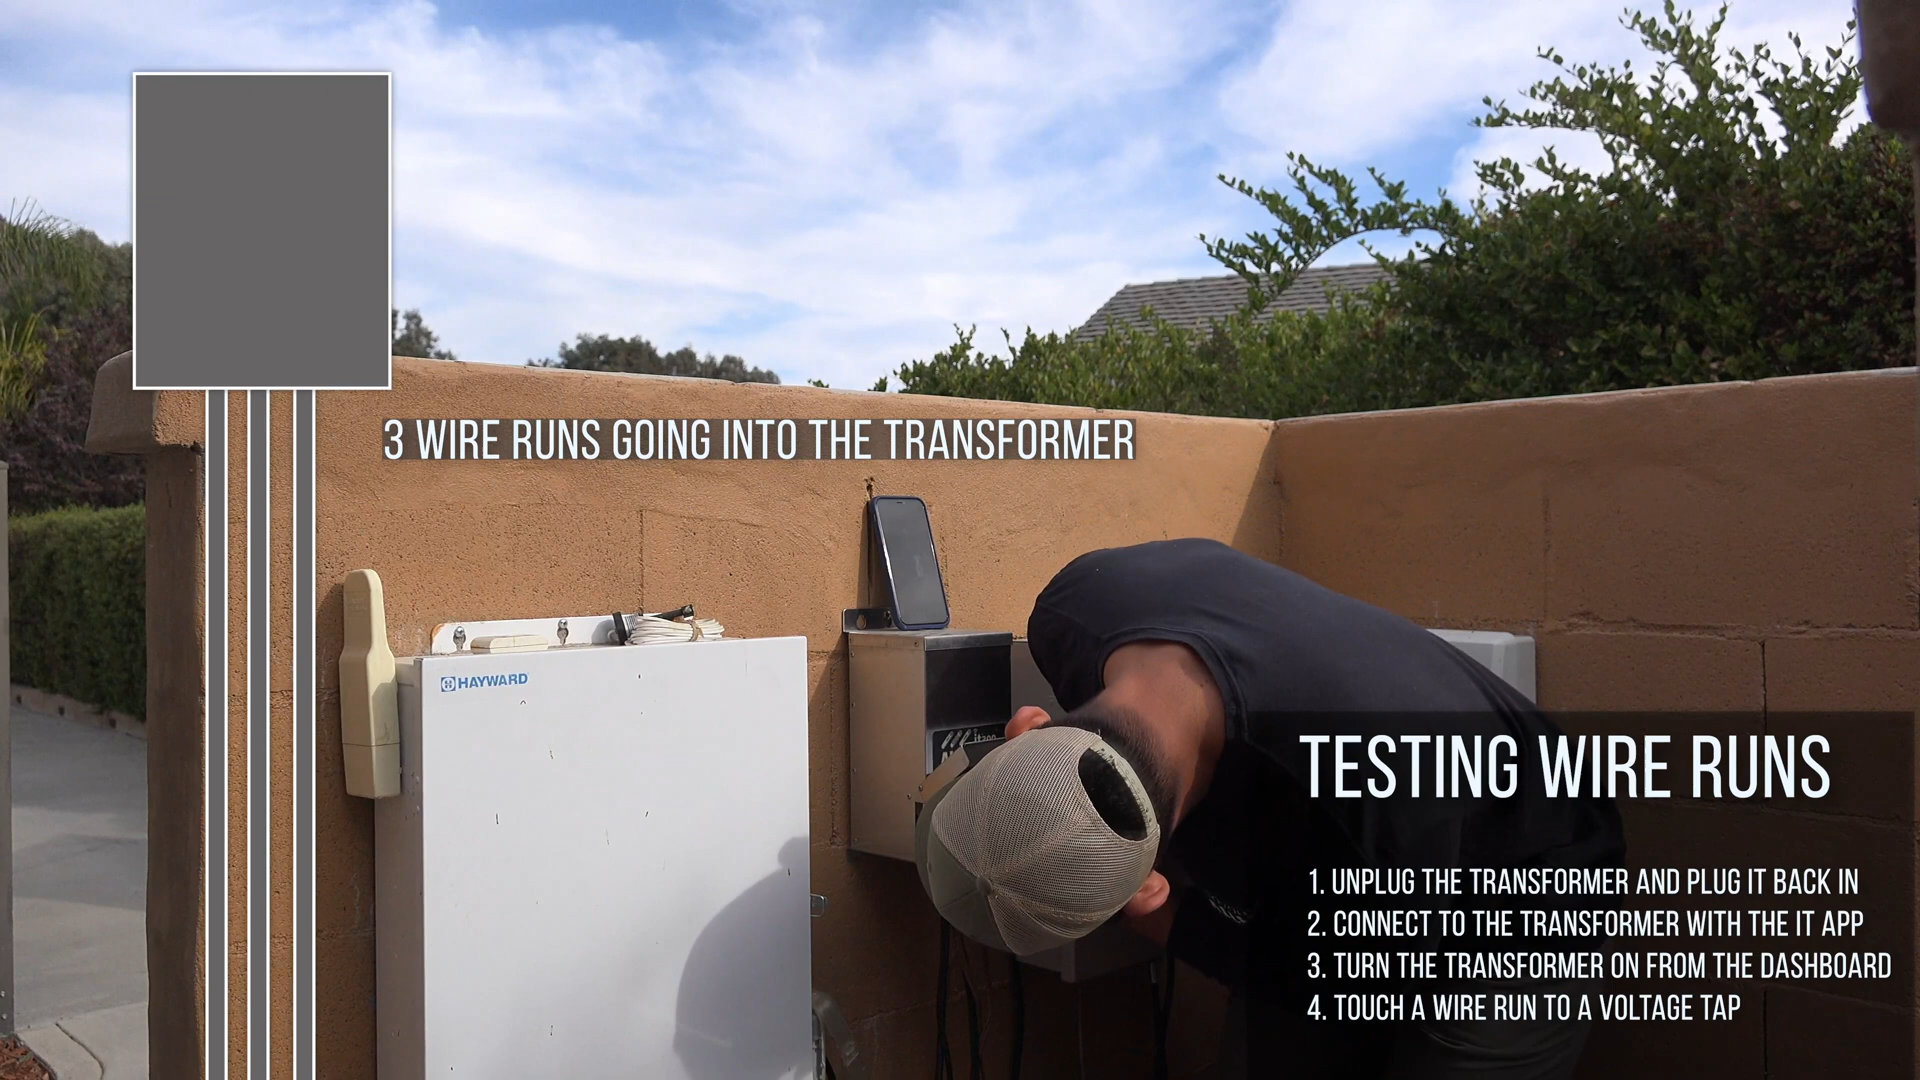 3 WIRE RUNS GOING INTO THE TRANSFORMER
HAYWARD
TESTING WIRE RUNS
1. UNPLUG THE TRANSFORMER AND PLUG IT BACK IN
2. CONNECT TO THE TRANSFORMER WITH THE IT APP
3. TURN THE TRANSFORMER ON FROM THE DASHBOARD
4. TOUCH A WIRE RUN TO A VOLTAGE TAP